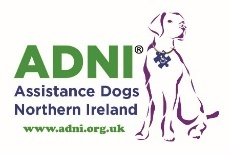 ADNI®
Assistance Dogs
Northern Ireland
www.adni.org.uk